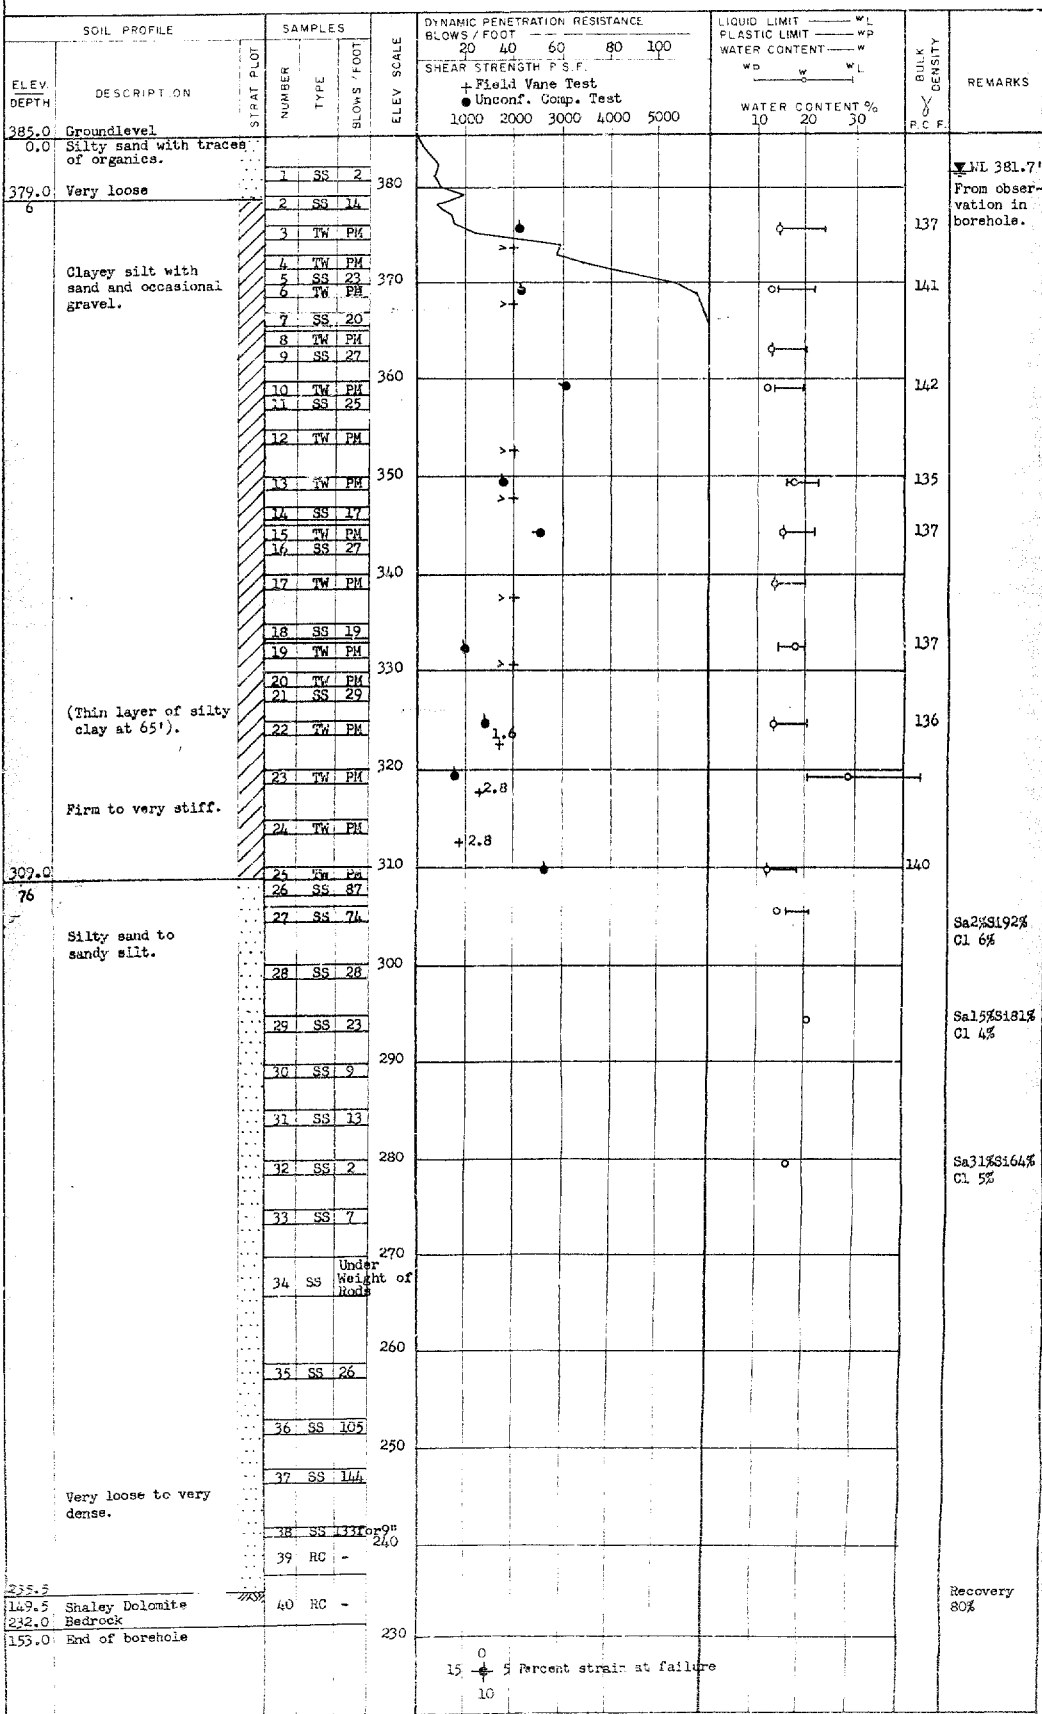 SOIL PROFILE
SAMPLES
DYNAMIC PENETRATION RESISTANCE
BLOWS / FOOT
20 40 60 80 100
SHEAR STRENGTH P.S.F.
+ Field Vane Test
● Unconf. Comp. Test
1000 2000 3000 4000 5000
LIQUID LIMIT — wL
PLASTIC LIMIT — wP
WATER CONTENT — w
wp w wL
WATER CONTENT %
10 20 30
BULK DENSITY
γ
P.C.F.
REMARKS
ELEV.
DEPTH
DESCRIPTION
STRAT PLOT
NUMBER
TYPE
BLOWS / FOOT
ELEV SCALE
385.0 Groundlevel
0.0 Silty sand with traces
of organics.
379.0 Very loose
6
Clayey silt with
sand and occasional
gravel.
(Thin layer of silty
clay at 65').
Firm to very stiff.
309.0
76
Silty sand to
sandy silt.
Very loose to very
dense.
235.5
149.5 Shaley Dolomite
232.0 Bedrock
153.0 End of borehole
1 SS 2
2 SS 14
3 TW PM
4 TW PM
5 SS 23
6 TW PM
7 SS 20
8 TW PM
9 SS 27
10 TW PM
11 SS 25
12 TW PM
13 TW PM
14 SS 17
15 TW PM
16 SS 27
17 TW PM
18 SS 19
19 TW PM
20 TW PM
21 SS 29
22 TW PM
23 TW PM
24 TW PM
25 TW PM
26 SS 87
27 SS 74
28 SS 28
29 SS 23
30 SS 9
31 SS 13
32 SS 2
33 SS 7
34 SS Under
Weight of
Rods
35 SS 26
36 SS 105
37 SS 144
38 SS 133for9"
39 RC -
40 RC -
380
370
360
350
340
330
320
310
300
290
280
270
260
250
240
230
1.6
2.8
2.8
137
141
142
135
137
137
136
140
WL 381.7'
From obser-
vation in
borehole.
Sa2%Si92%
Cl 6%
Sa15%Si81%
Cl 4%
Sa31%Si64%
Cl 5%
Recovery
80%
0
15 5 Percent strain at failure
10